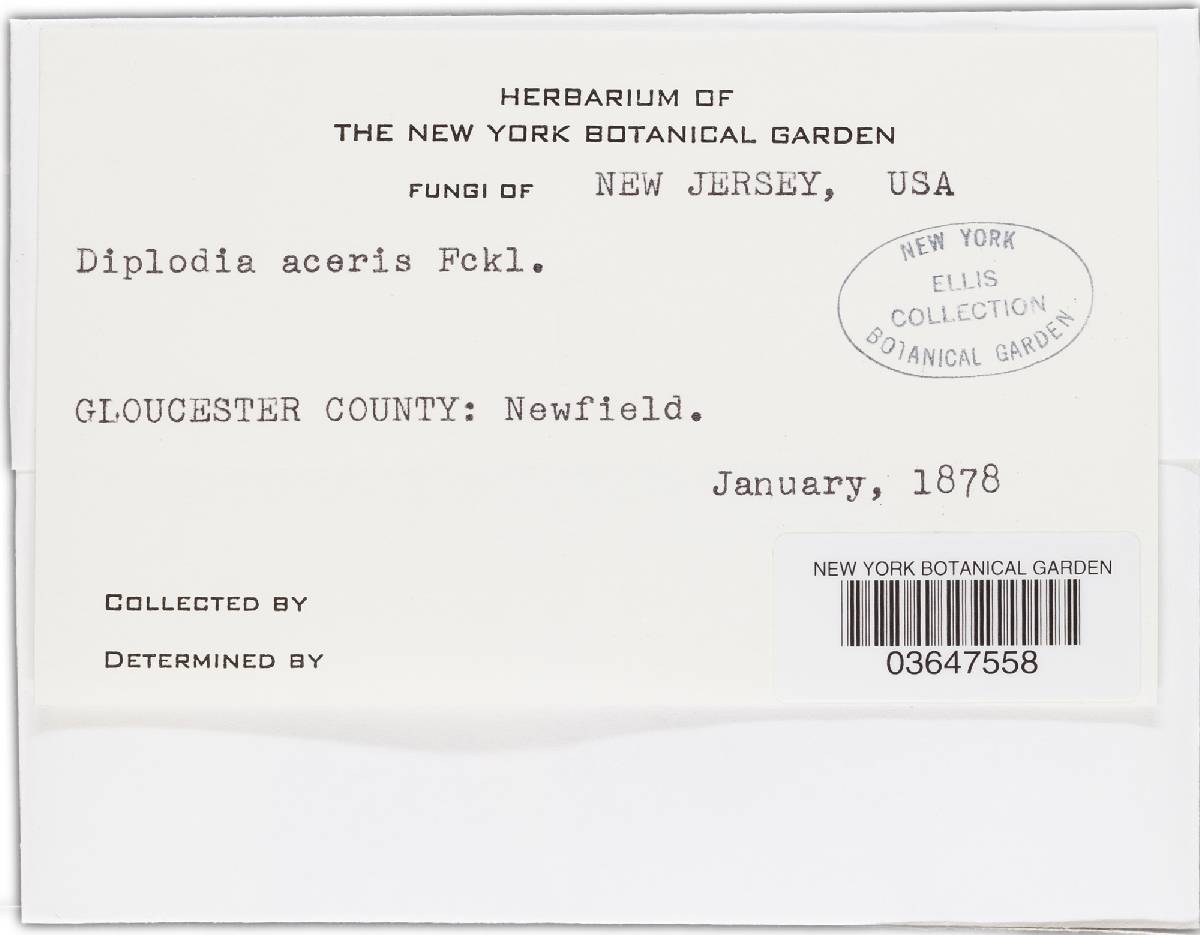 HERBARIUM OF
THE NEW YORK BOTANICAL GARDEN
FUNGI OF NEW JERSEY, USA
Diplodia aceris Fckl.
NEW YORK
ELLIS
COLLECTION
BOTANICAL GARDEN
GLOUCESTER COUNTY: Newfield.
January, 1878
COLLECTED BY
DETERMINED BY
NEW YORK BOTANICAL GARDEN
03647558